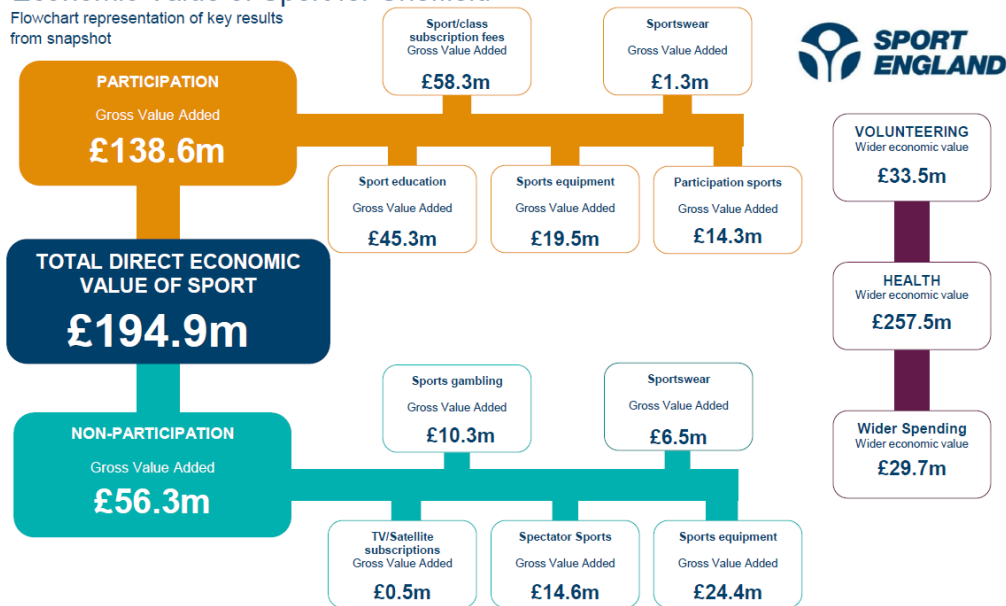 Economic Value of Sport for Sheffield
Flowchart representation of key results
from snapshot
SPORT
ENGLAND
PARTICIPATION
Gross Value Added
£138.6m
Sport/class
subscription fees
Gross Value Added
£58.3m
Sportswear
Gross Value Added
£1.3m
Sport education
Gross Value Added
£45.3m
Sports equipment
Gross Value Added
£19.5m
Participation sports
Gross Value Added
£14.3m
TOTAL DIRECT ECONOMIC
VALUE OF SPORT
£194.9m
NON-PARTICIPATION
Gross Value Added
£56.3m
Sports gambling
Gross Value Added
£10.3m
Sportswear
Gross Value Added
£6.5m
TV/Satellite
subscriptions
Gross Value Added
£0.5m
Spectator Sports
Gross Value Added
£14.6m
Sports equipment
Gross Value Added
£24.4m
VOLUNTEERING
Wider economic value
£33.5m
HEALTH
Wider economic value
£257.5m
Wider Spending
Wider economic value
£29.7m